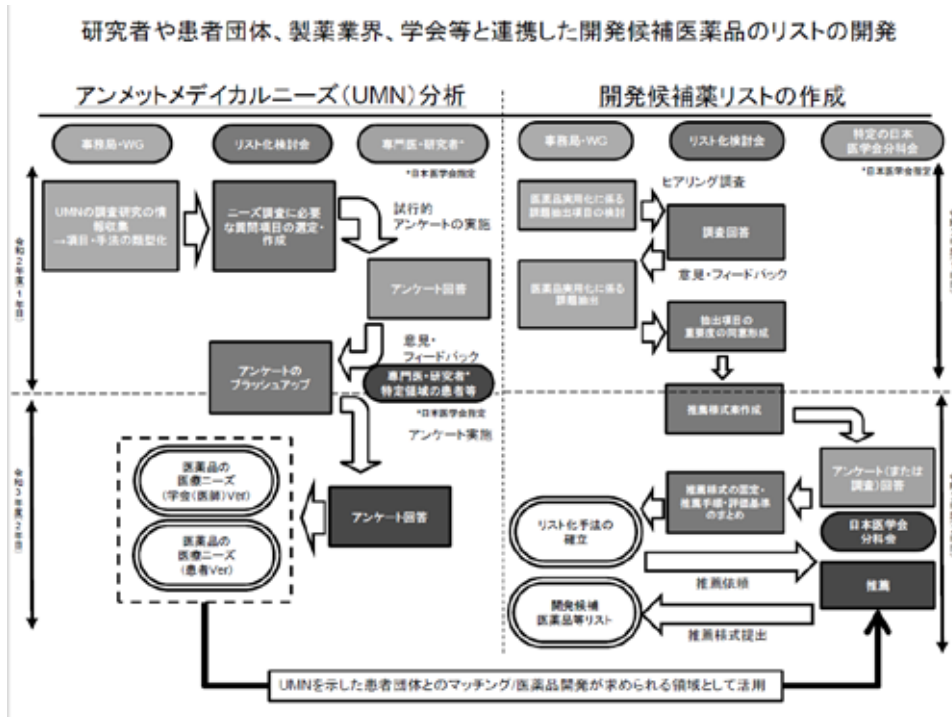 研究者や患者団体、製薬業界、学会等と連携した開発候補医薬品のリストの開発
アンメットメディカルニーズ(UMN)分析
事務局・WG
リスト化検討会
専門医・研究者*
*日本医学会指定
令和2年度(1年目)
UMNの調査研究の情
報収集
→項目・手法の類型化
ニーズ調査に必要
な質問項目の選定・
作成
試行的
アンケートの実施
アンケート回答
意見・
フィードバック
アンケートの
ブラッシュアップ
専門医・研究者*
特定領域の患者等
*日本医学会指定
アンケート実施
令和3年度(2年目)
医薬品の
医療ニーズ
(学会(医師)Ver)
医薬品の
医療ニーズ
(患者Ver)
アンケート回答
開発候補薬リストの作成
事務局・WG
リスト化検討会
特定の日本
医学会分科会
*日本医学会指定
ヒアリング調査
医薬品実用化に係る
課題抽出項目の検討
調査回答
意見・フィードバック
医薬品実用化に係る
課題抽出
抽出項目の
重要度の同意形成
推薦様式案作成
アンケート(または
調査)回答
推薦様式の固定・
推薦手順・評価基準
のまとめ
リスト化手法の
確立
日本医学会
分科会
推薦依頼
推薦
開発候補
医薬品等リスト
推薦様式提出
UMNを示した患者団体とのマッチング/医薬品開発が求められる領域として活用